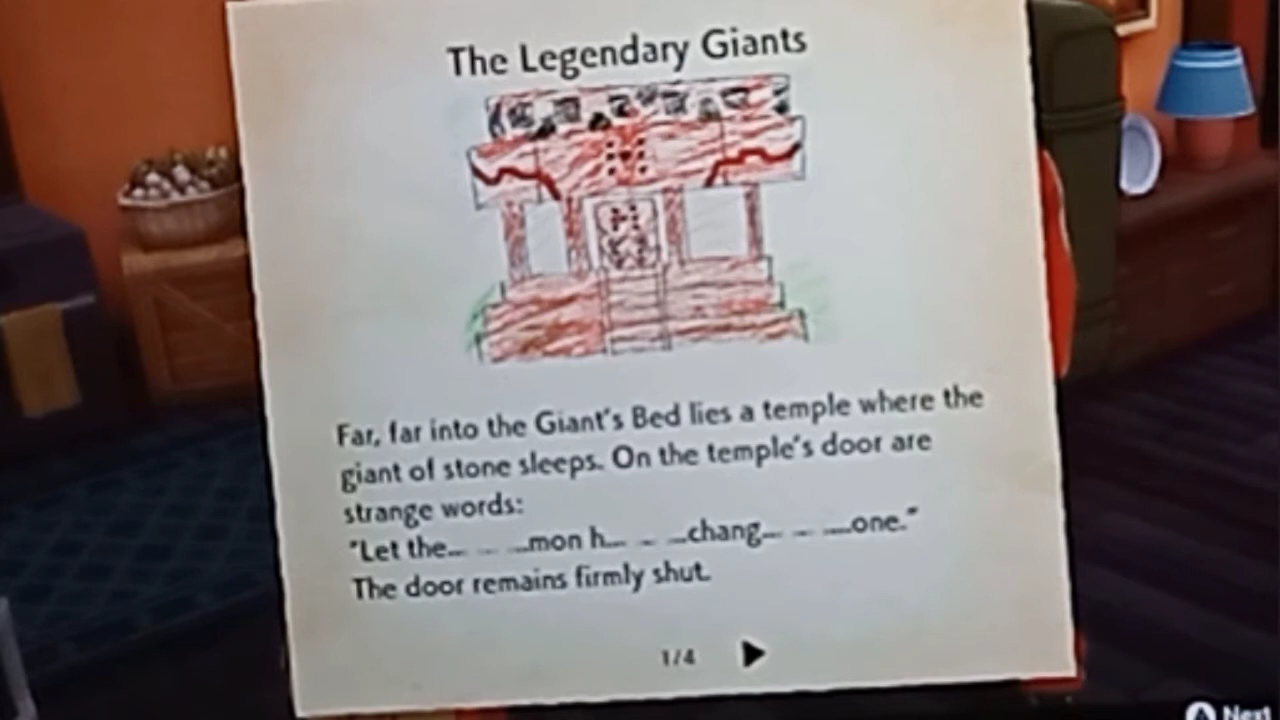 The Legendary Giants
Far, far into the Giant's Bed lies a temple where the
giant of stone sleeps. On the temple's door are
strange words:
"Let the... ... ...mon h... ... ...chang... ... ...one."
The door remains firmly shut.
1/4
Next